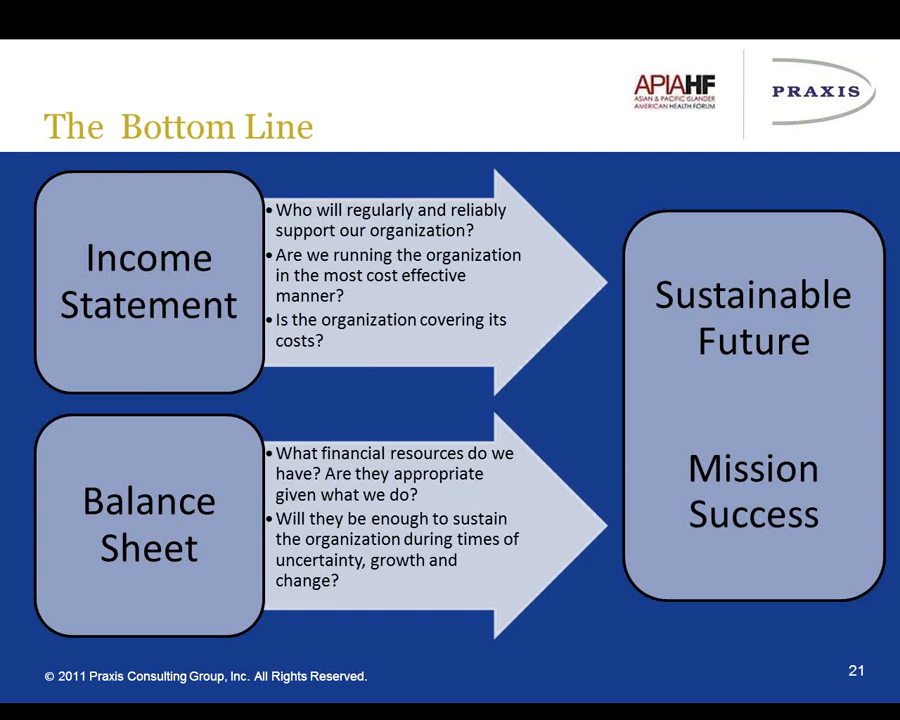 APIAHF
ASIAN & PACIFIC ISLANDER
AMERICAN HEALTH FORUM
PRAXIS
The Bottom Line
Income
Statement
•Who will regularly and reliably
support our organization?
•Are we running the organization
in the most cost effective
manner?
•Is the organization covering its
costs?
Balance
Sheet
•What financial resources do we
have? Are they appropriate
given what we do?
•Will they be enough to sustain
the organization during times of
uncertainty, growth and
change?
Sustainable
Future
Mission
Success
© 2011 Praxis Consulting Group, Inc. All Rights Reserved.
21